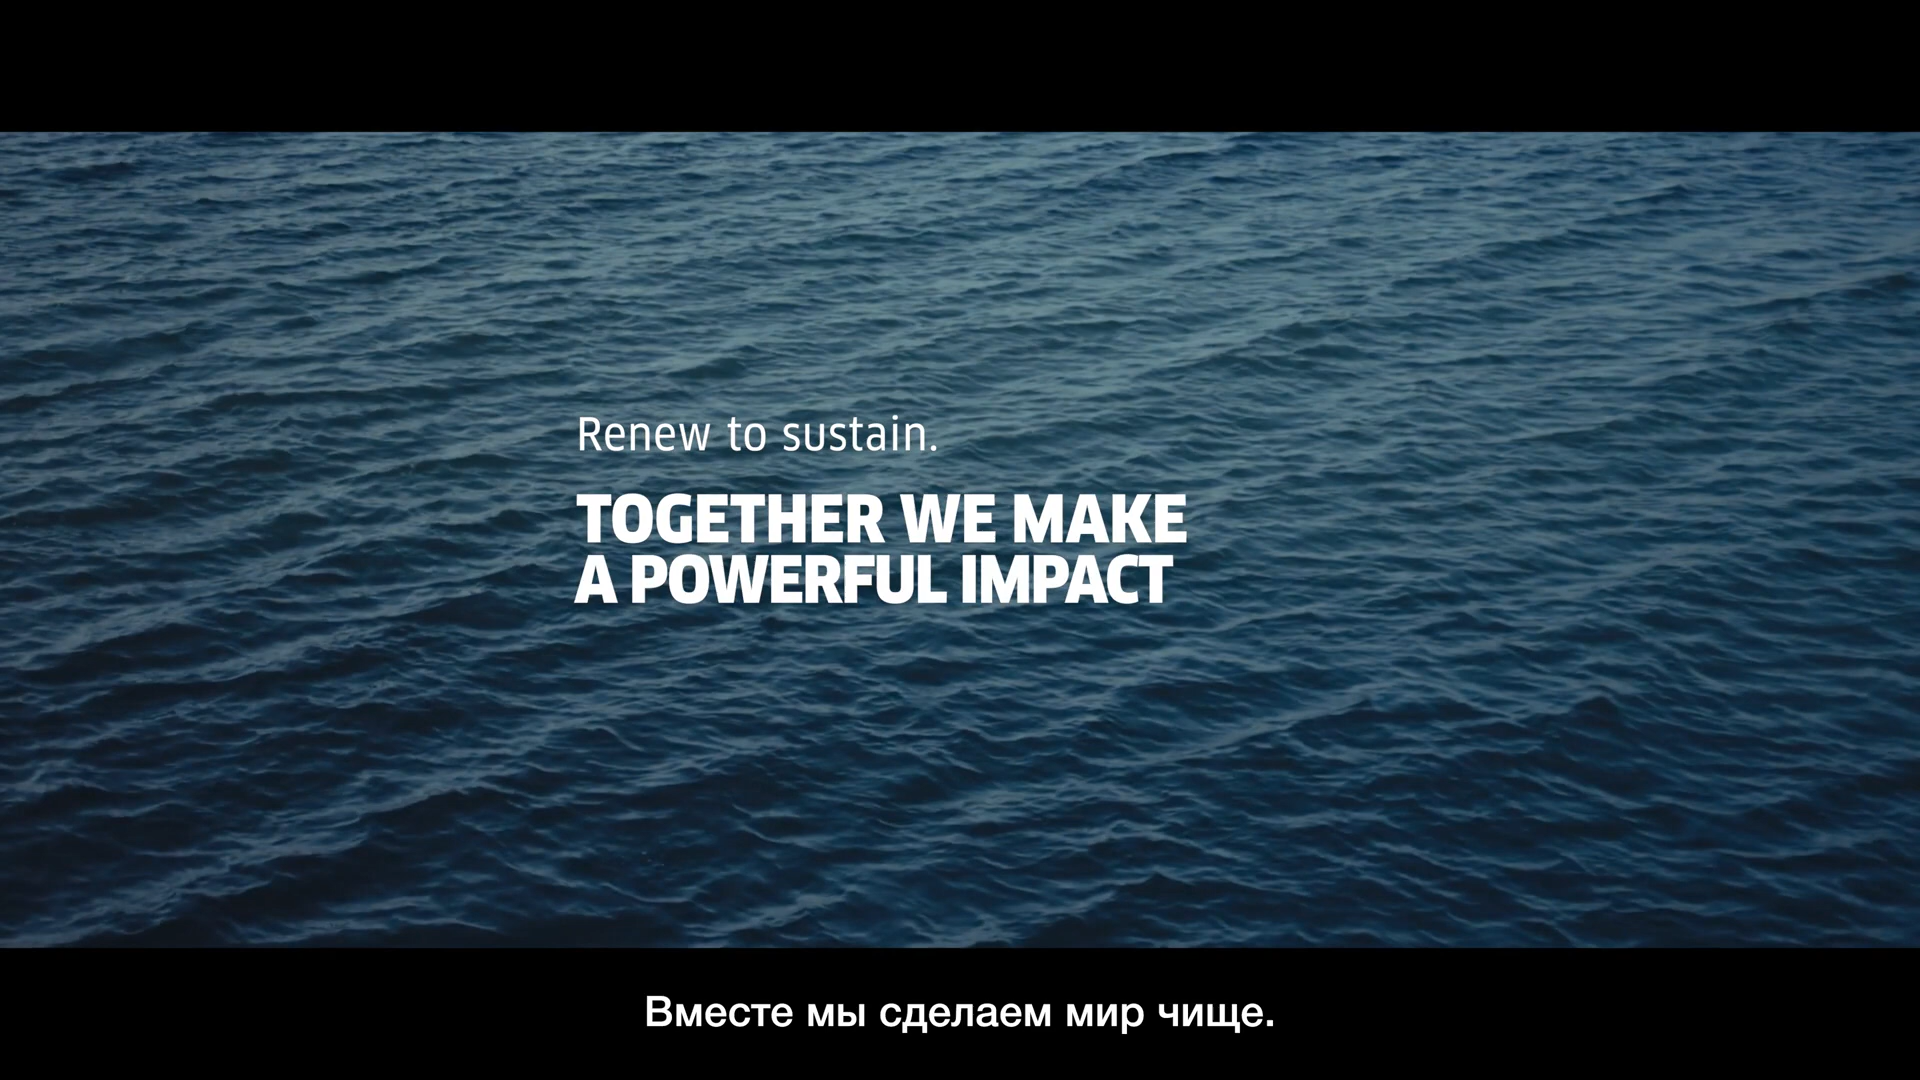 Renew to sustain.
TOGETHER WE MAKE
A POWERFUL IMPACT
Вместе мы сделаем мир чище.